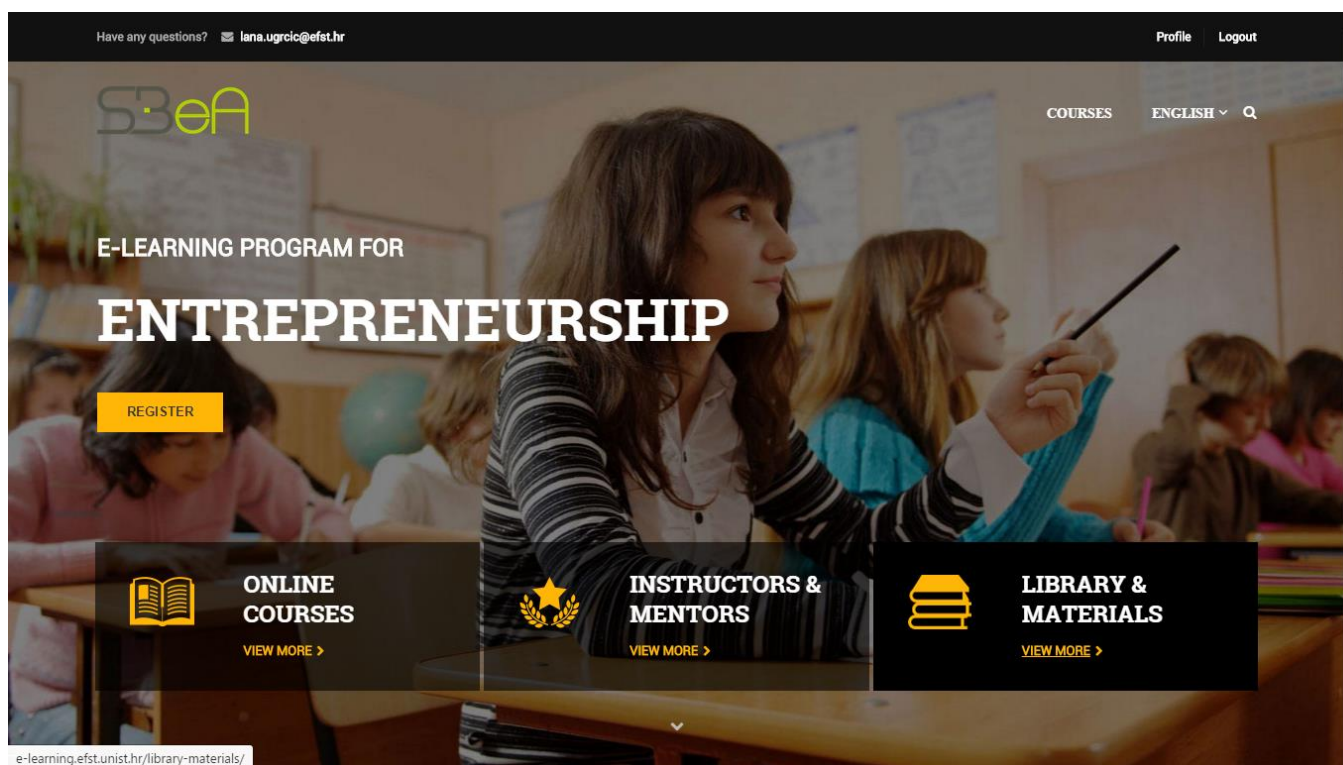 Have any questions? lana.ugrcic@efst.hr
Profile Logout
S3eA
COURSES ENGLISH
E-LEARNING PROGRAM FOR
ENTREPRENEURSHIP
REGISTER
ONLINE
COURSES
VIEW MORE >
INSTRUCTORS &
MENTORS
VIEW MORE >
LIBRARY &
MATERIALS
VIEW MORE >
e-learning.efst.unist.hr/library-materials/